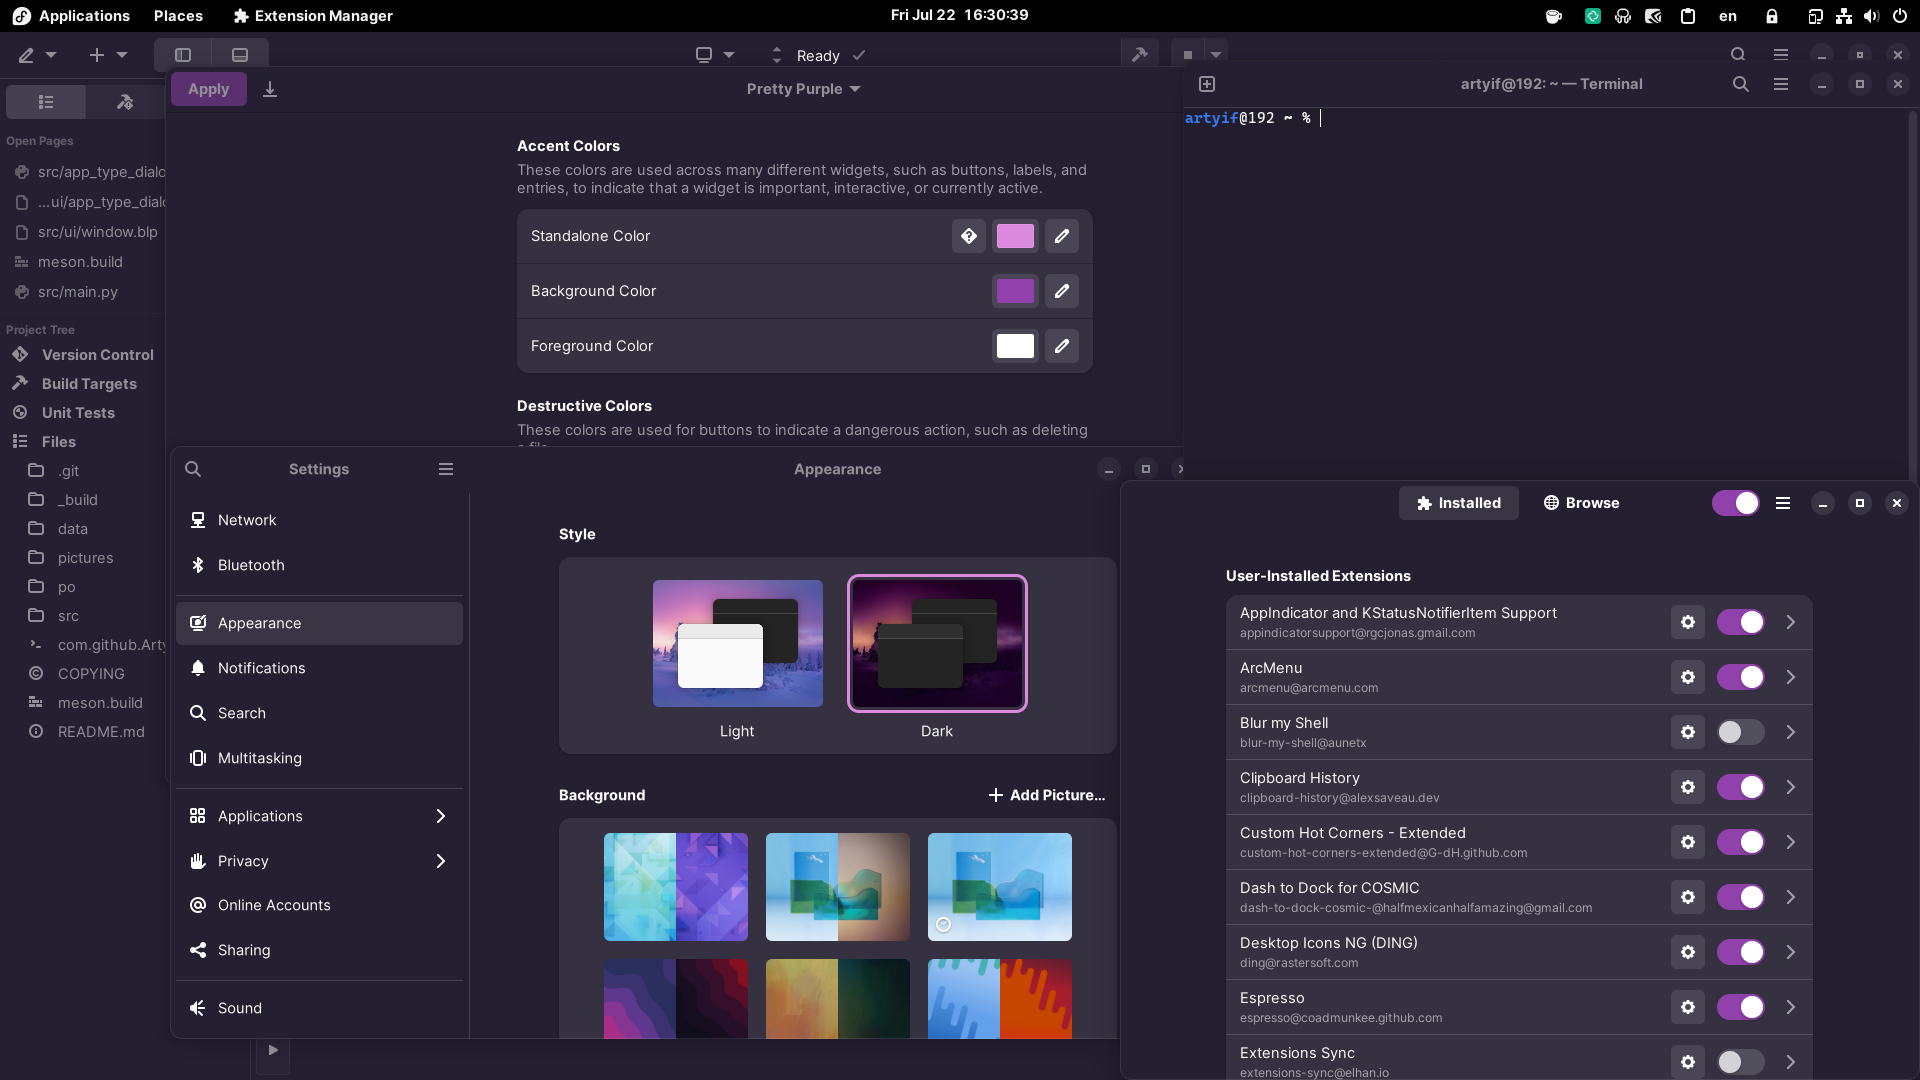 Applications Places Extension Manager Fri Jul 22 16:30:39 en
Ready
Apply Pretty Purple
artyif@192: ~ — Terminal
artyif@192 ~ %
Open Pages
src/app_type_dialo
...ui/app_type_dialo
src/ui/window.blp
meson.build
src/main.py
Project Tree
Version Control
Build Targets
Unit Tests
Files
.git
_build
data
pictures
po
src
com.github.Arty
COPYING
meson.build
README.md
Accent Colors
These colors are used across many different widgets, such as buttons, labels, and
entries, to indicate that a widget is important, interactive, or currently active.
Standalone Color
Background Color
Foreground Color
Destructive Colors
These colors are used for buttons to indicate a dangerous action, such as deleting
a file.
Settings
Network
Bluetooth
Appearance
Notifications
Search
Multitasking
Applications
Privacy
Online Accounts
Sharing
Sound
Appearance
Style
Light Dark
Background Add Picture...
Installed Browse
User-Installed Extensions
AppIndicator and KStatusNotifierItem Support
appindicatorsupport@rgcjonas.gmail.com
ArcMenu
arcmenu@arcmenu.com
Blur my Shell
blur-my-shell@aunetx
Clipboard History
clipboard-history@alexsaveau.dev
Custom Hot Corners - Extended
custom-hot-corners-extended@G-dH.github.com
Dash to Dock for COSMIC
dash-to-dock-cosmic-@halfmexicanhalfamazing@gmail.com
Desktop Icons NG (DING)
ding@rastersoft.com
Espresso
espresso@coadmunkee.github.com
Extensions Sync
extensions-sync@elhan.io